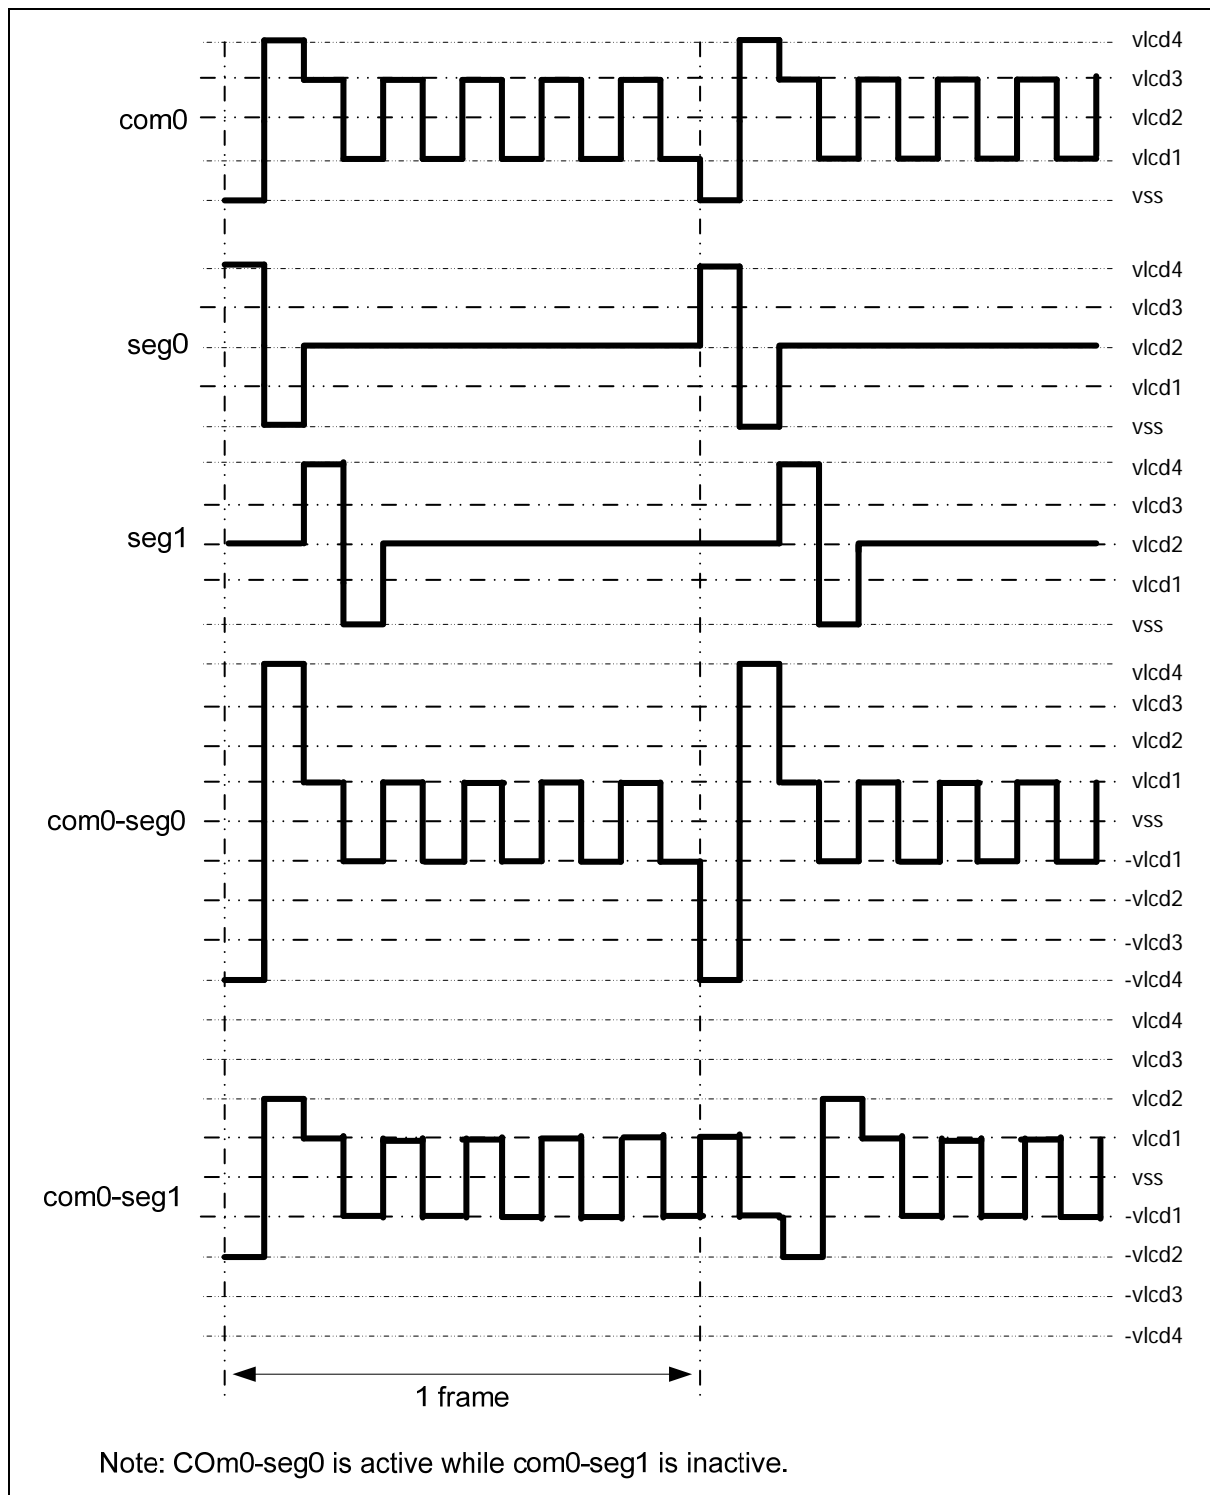 vlcd4
vlcd3
com0
vlcd2
vlcd1
vss
vlcd4
vlcd3
seg0
vlcd2
vlcd1
vss
vlcd4
vlcd3
seg1
vlcd2
vlcd1
vss
vlcd4
vlcd3
vlcd2
vlcd1
com0-seg0
vss
-vlcd1
-vlcd2
-vlcd3
-vlcd4
vlcd4
vlcd3
vlcd2
vlcd1
vss
com0-seg1
-vlcd1
-vlcd2
-vlcd3
-vlcd4
1 frame
Note: COm0-seg0 is active while com0-seg1 is inactive.